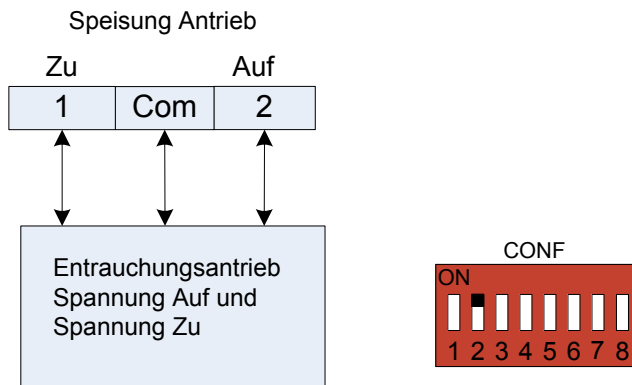 Speisung Antrieb
Zu Auf
1 Com 2
Entrauchungsantrieb
Spannung Auf und
Spannung Zu
CONF
ON
1 2 3 4 5 6 7 8